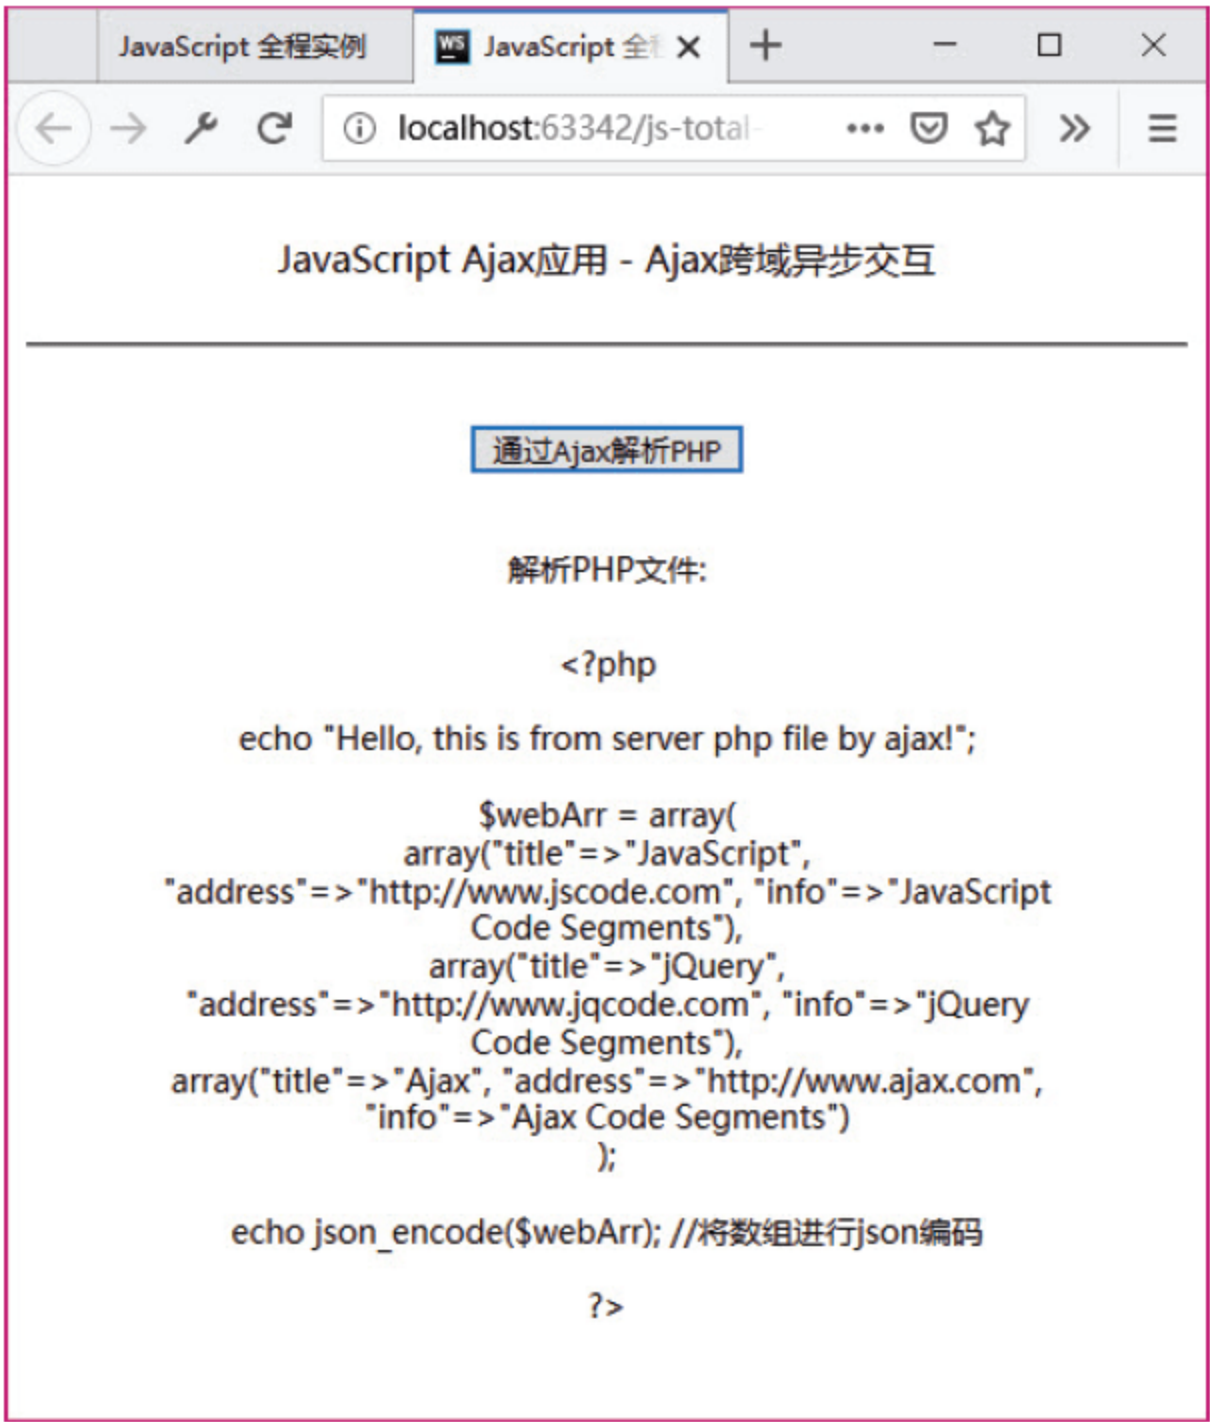 JavaScript 全程实例
WS JavaScript 全
localhost:63342/js-total-
JavaScript Ajax应用 - Ajax跨域异步交互
通过Ajax解析PHP
解析PHP文件:
<?php
echo "Hello, this is from server php file by ajax!";
$webArr = array(
array("title"=>"JavaScript",
"address"=>"http://www.jscode.com", "info"=>"JavaScript
Code Segments"),
array("title"=>"jQuery",
"address"=>"http://www.jqcode.com", "info"=>"jQuery
Code Segments"),
array("title"=>"Ajax", "address"=>"http://www.ajax.com",
"info"=>"Ajax Code Segments")
);
echo json_encode($webArr); //将数组进行json编码
?>